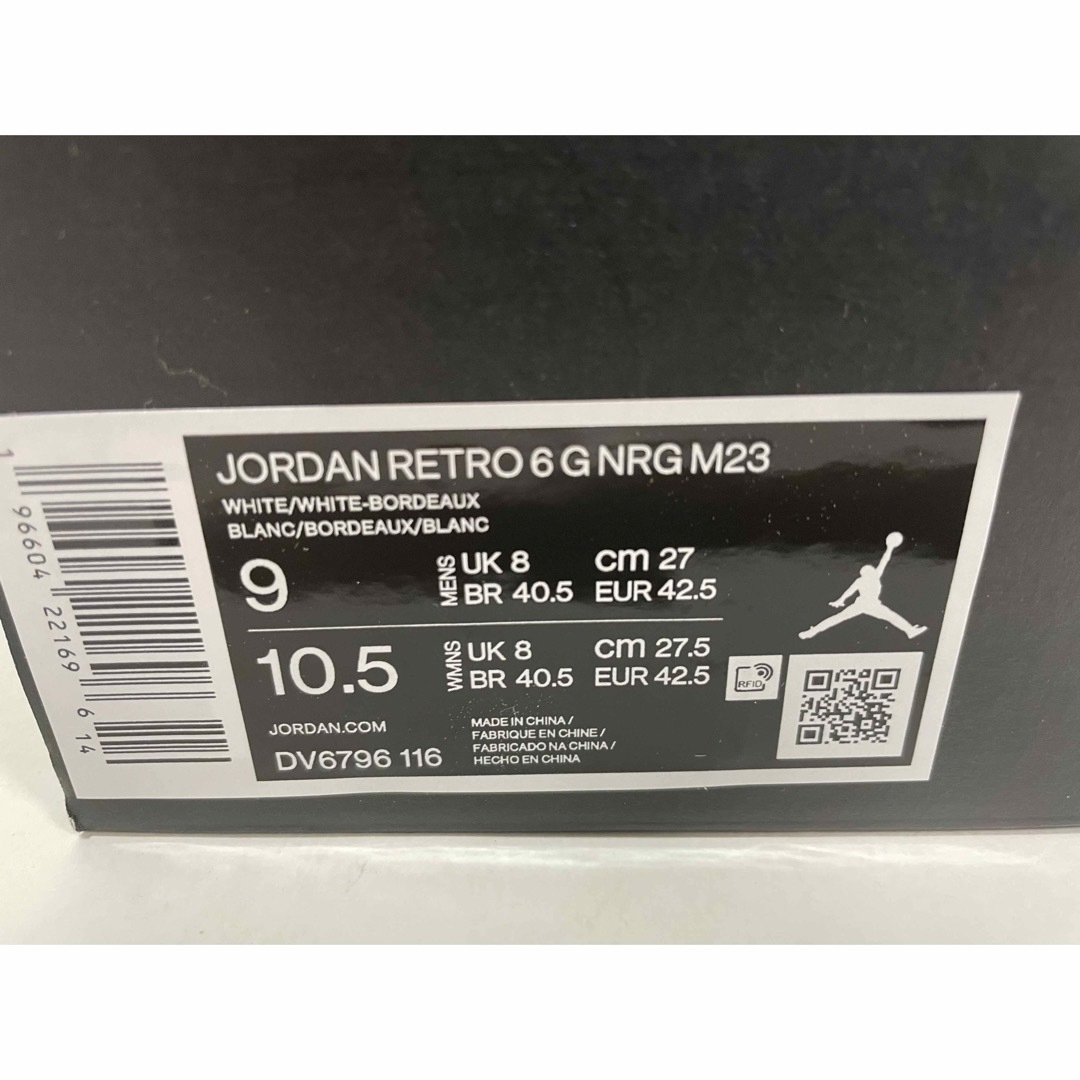 JORDAN RETRO 6 G NRG M23
WHITE/WHITE-BORDEAUX
BLANC/BORDEAUX/BLANC
9
MENS
UK 8 cm 27
BR 40.5 EUR 42.5
10.5
WMNS
UK 8 cm 27.5
BR 40.5 EUR 42.5
RFID
JORDAN.COM
DV6796 116
MADE IN CHINA /
FABRIQUE EN CHINE /
FABRICADO NA CHINA /
HECHO EN CHINA
1 96604 22169 6 14